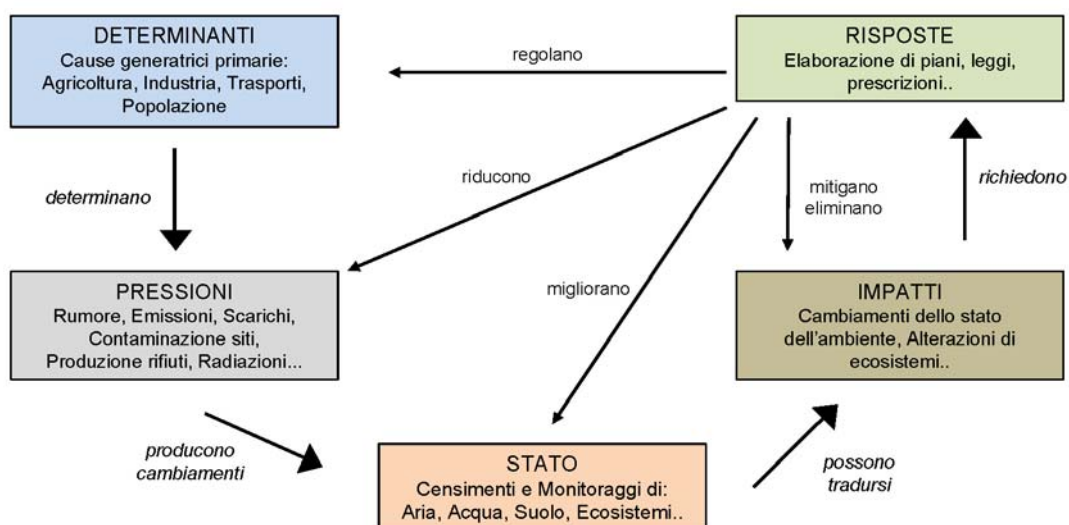 DETERMINANTI
Cause generatrici primarie:
Agricoltura, Industria, Trasporti,
Popolazione
regolano
RISPOSTE
Elaborazione di piani, leggi,
prescrizioni..
determinano
riducono
mitigano
eliminano
richiedono
PRESSIONI
Rumore, Emissioni, Scarichi,
Contaminazione siti,
Produzione rifiuti, Radiazioni...
migliorano
IMPATTI
Cambiamenti dello stato
dell'ambiente, Alterazioni di
ecosistemi..
producono
cambiamenti
STATO
Censimenti e Monitoraggi di:
Aria, Acqua, Suolo, Ecosistemi..
possono
tradursi